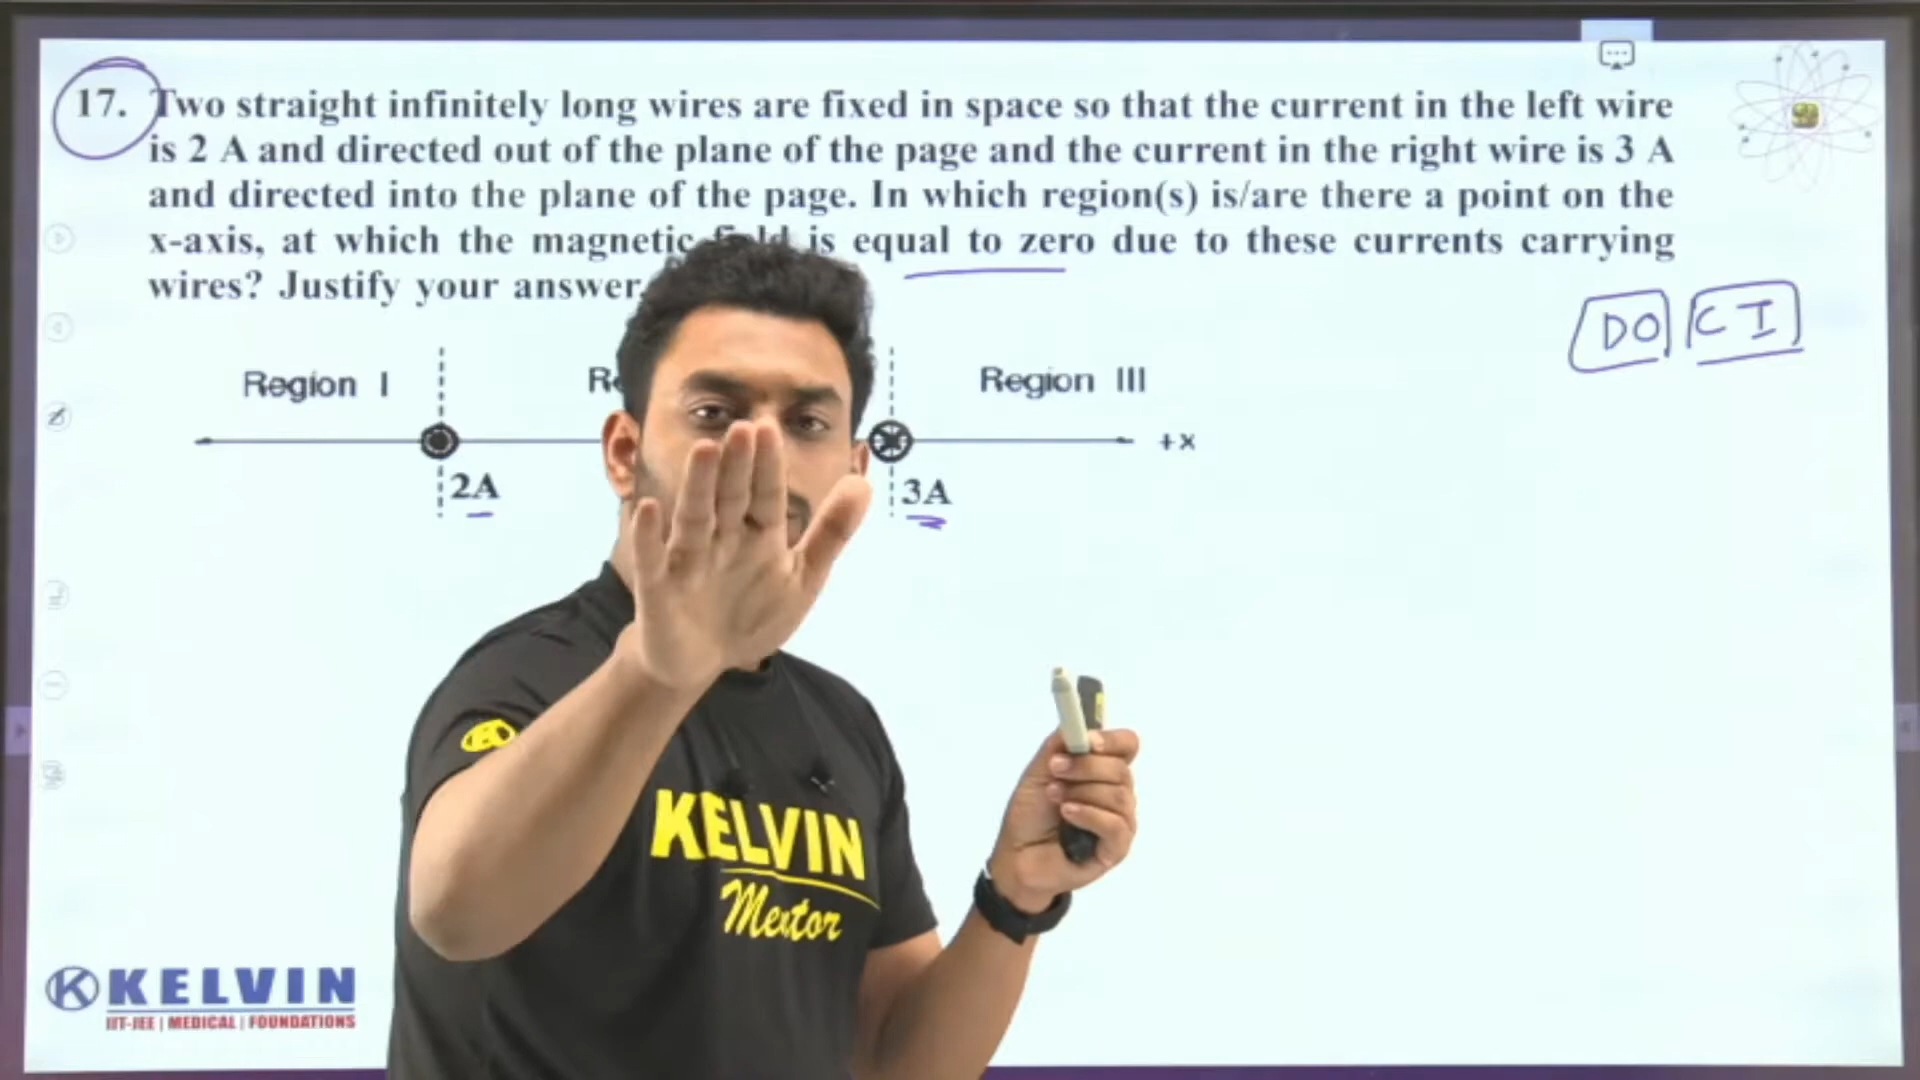 17. Two straight infinitely long wires are fixed in space so that the current in the left wire
is 2 A and directed out of the plane of the page and the current in the right wire is 3 A
and directed into the plane of the page. In which region(s) is/are there a point on the
x-axis, at which the magnetic field is equal to zero due to these currents carrying
wires? Justify your answer.
DO CI
Region I
Region III
+x
2A
3A
KELVIN
Mentor
K KELVIN
IIT-JEE | MEDICAL | FOUNDATIONS